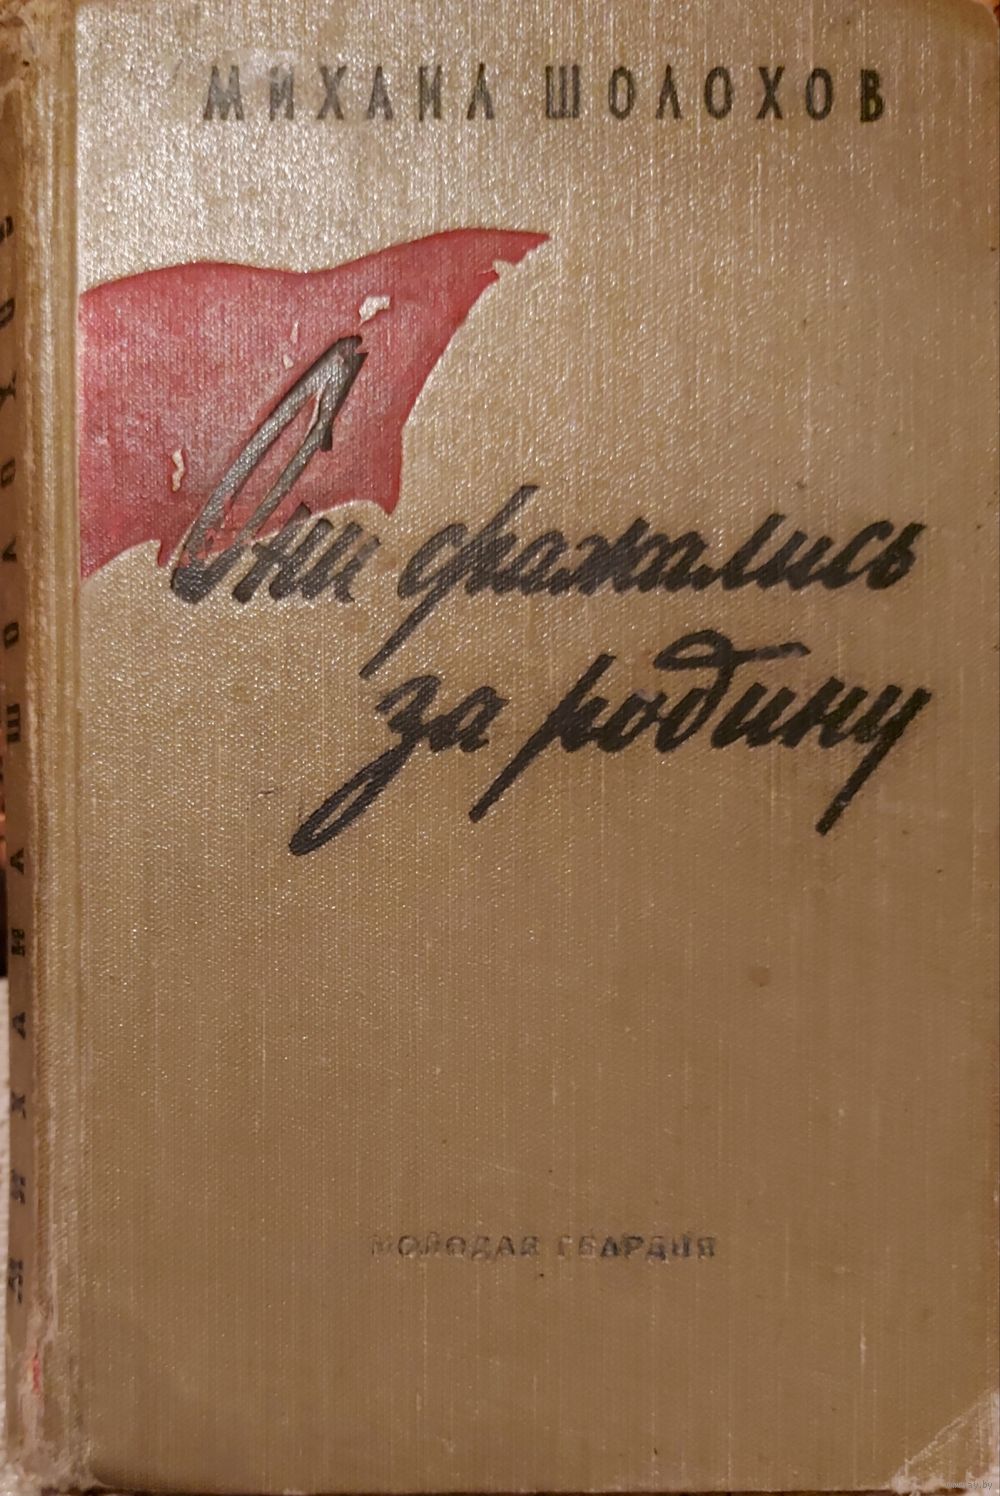 МИХАИЛ ШОЛОХОВ
Они сражались
за родину
МОЛОДАЯ ГВАРДИЯ
МИХАИЛ ШОЛОХОВ